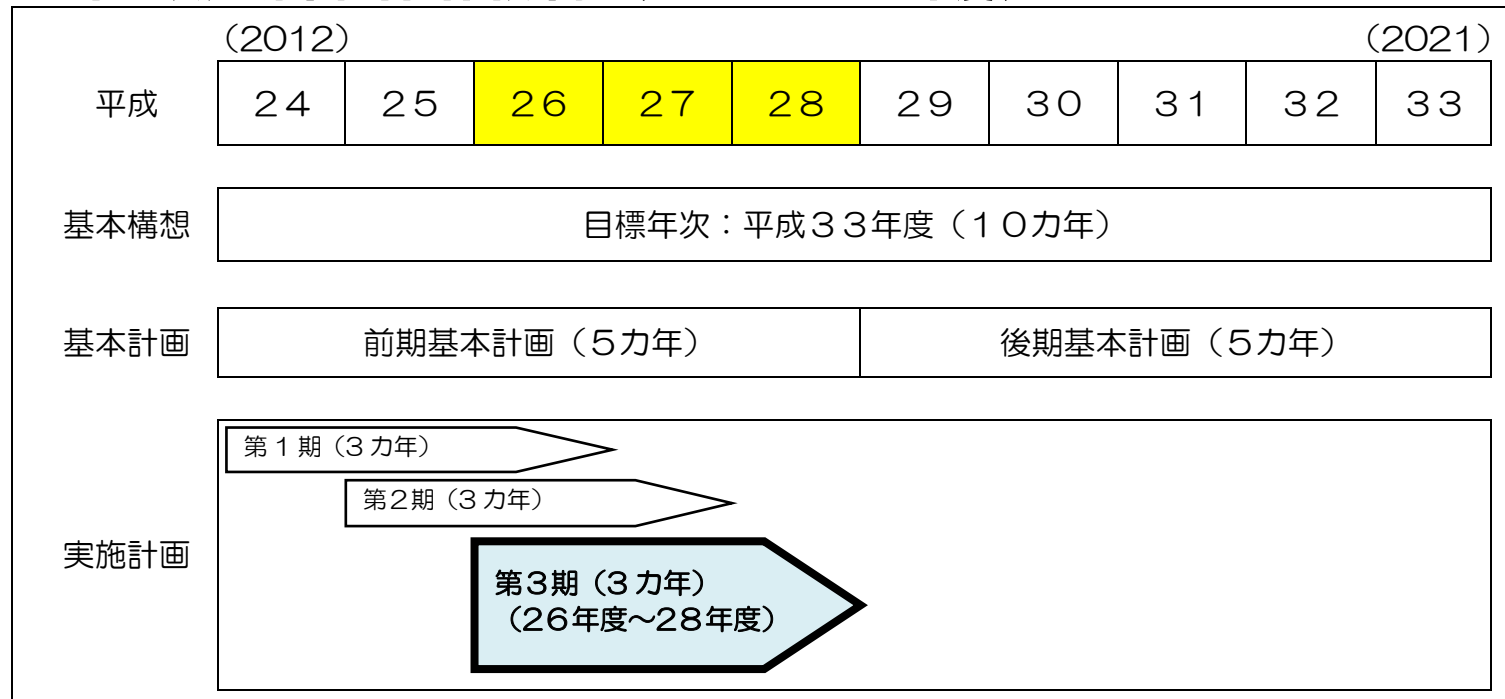 （2012）
（2021）
平成
24 25 26 27 28 29 30 31 32 33
基本構想
目標年次：平成３３年度（１０カ年）
基本計画
前期基本計画（５カ年）
後期基本計画（５カ年）
第１期（３カ年）
第２期（３カ年）
実施計画
第３期（３カ年）
（26年度～28年度）